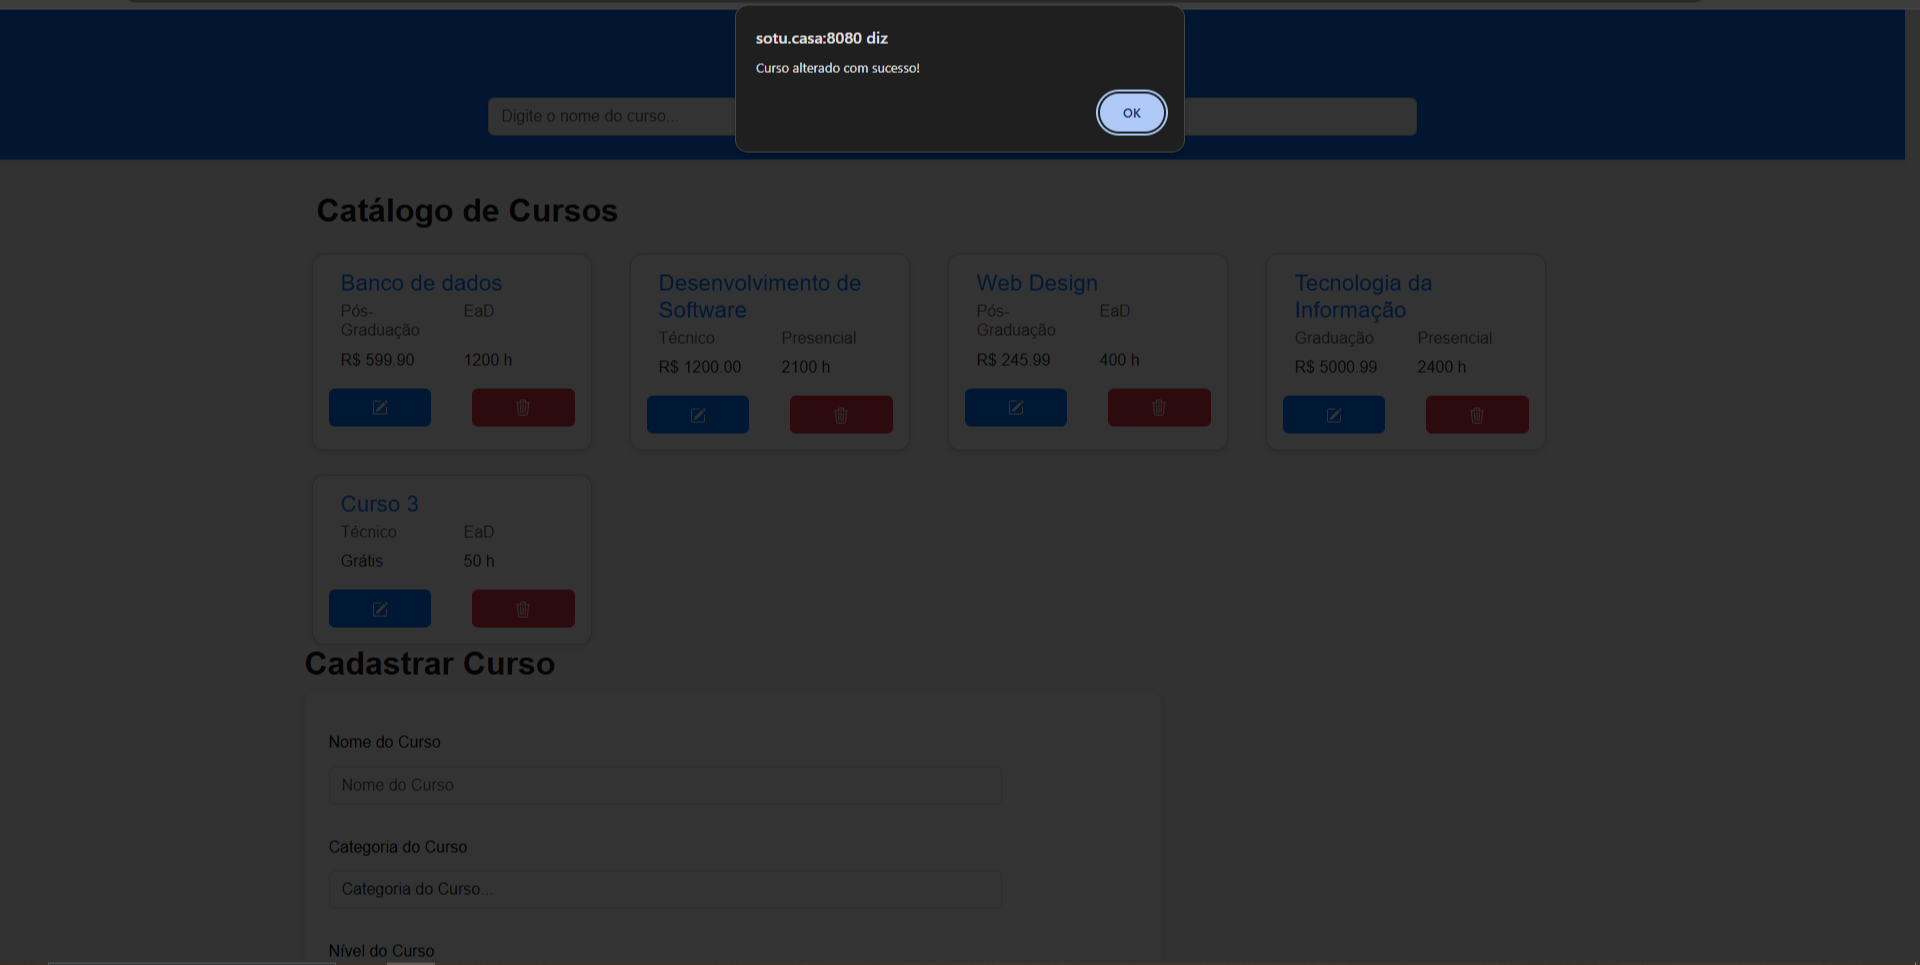 sotu.casa:8080 diz
Curso alterado com sucesso!
OK
Digite o nome do curso...
Catálogo de Cursos
Banco de dados
Pós-
Graduação
EaD
R$ 599.90
1200 h
Desenvolvimento de
Software
Técnico
Presencial
R$ 1200.00
2100 h
Web Design
Pós-
Graduação
EaD
R$ 245.99
400 h
Tecnologia da
Informação
Graduação
Presencial
R$ 5000.99
2400 h
Curso 3
Técnico
EaD
Grátis
50 h
Cadastrar Curso
Nome do Curso
Nome do Curso
Categoria do Curso
Categoria do Curso...
Nível do Curso